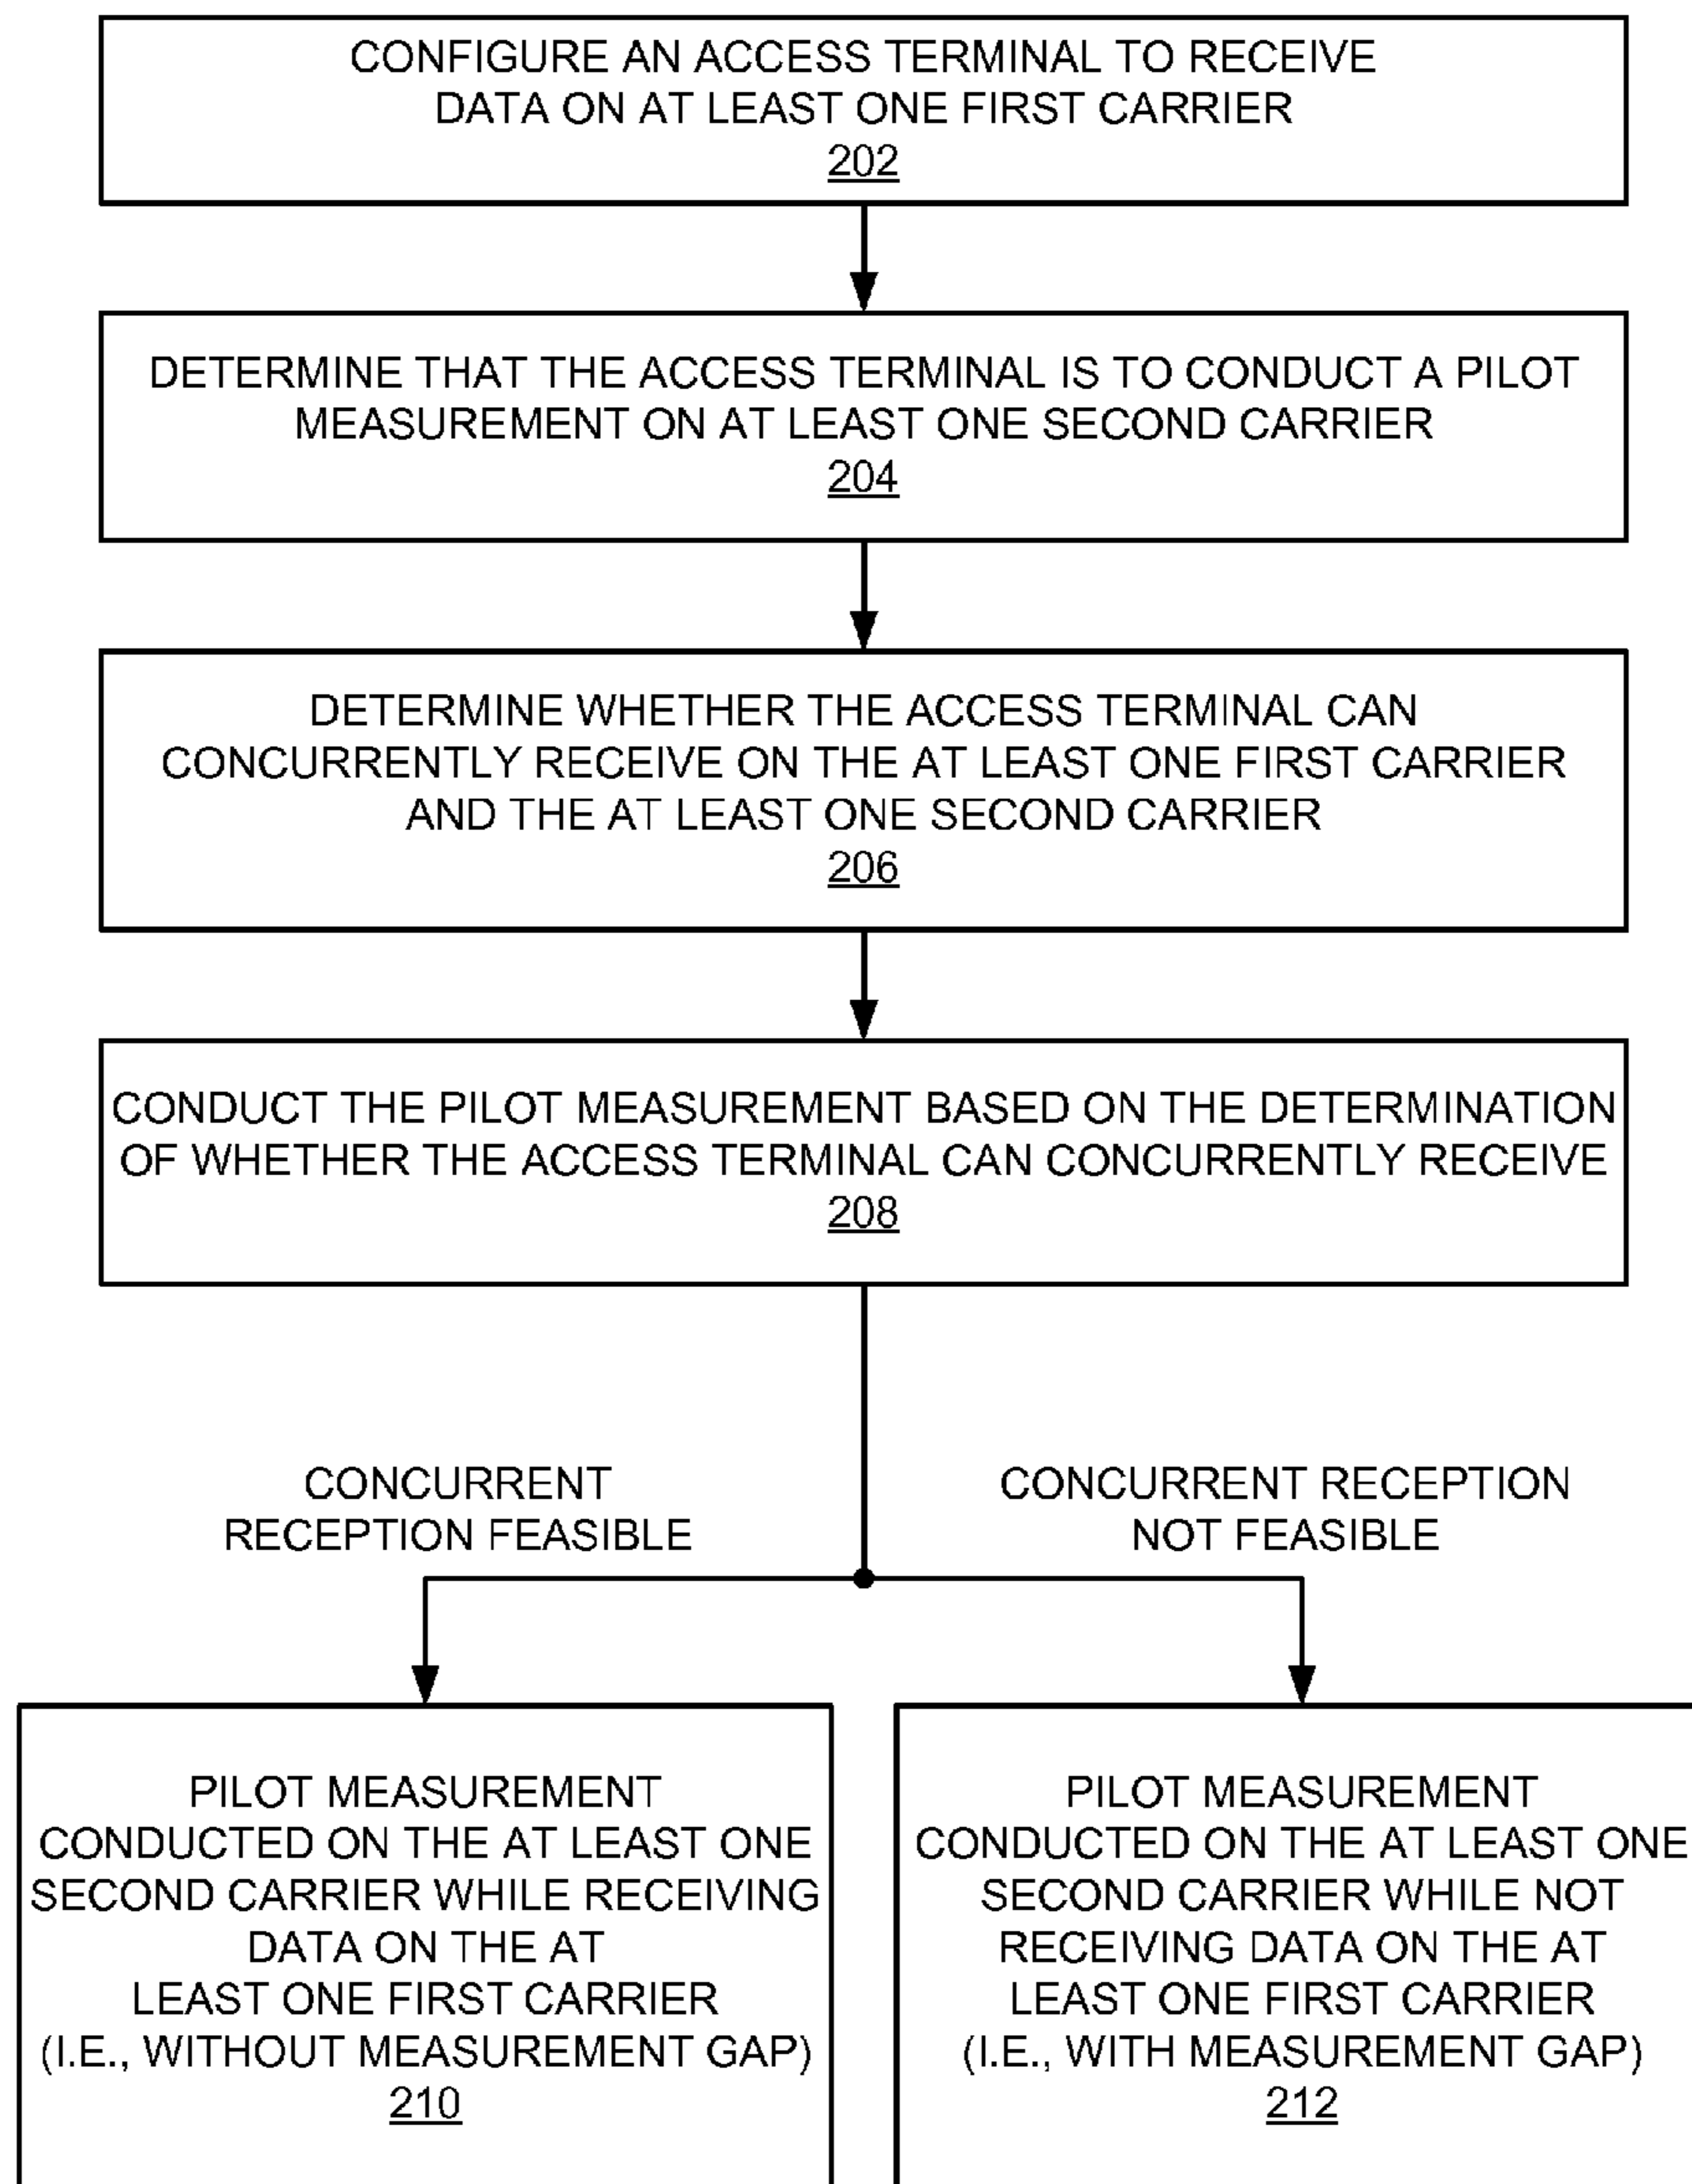 CONFIGURE AN ACCESS TERMINAL TO RECEIVE
DATA ON AT LEAST ONE FIRST CARRIER
202
DETERMINE THAT THE ACCESS TERMINAL IS TO CONDUCT A PILOT
MEASUREMENT ON AT LEAST ONE SECOND CARRIER
204
DETERMINE WHETHER THE ACCESS TERMINAL CAN
CONCURRENTLY RECEIVE ON THE AT LEAST ONE FIRST CARRIER
AND THE AT LEAST ONE SECOND CARRIER
206
CONDUCT THE PILOT MEASUREMENT BASED ON THE DETERMINATION
OF WHETHER THE ACCESS TERMINAL CAN CONCURRENTLY RECEIVE
208
CONCURRENT
RECEPTION FEASIBLE
CONCURRENT RECEPTION
NOT FEASIBLE
PILOT MEASUREMENT
CONDUCTED ON THE AT LEAST ONE
SECOND CARRIER WHILE RECEIVING
DATA ON THE AT
LEAST ONE FIRST CARRIER
(I.E., WITHOUT MEASUREMENT GAP)
210
PILOT MEASUREMENT
CONDUCTED ON THE AT LEAST ONE
SECOND CARRIER WHILE NOT
RECEIVING DATA ON THE AT
LEAST ONE FIRST CARRIER
(I.E., WITH MEASUREMENT GAP)
212